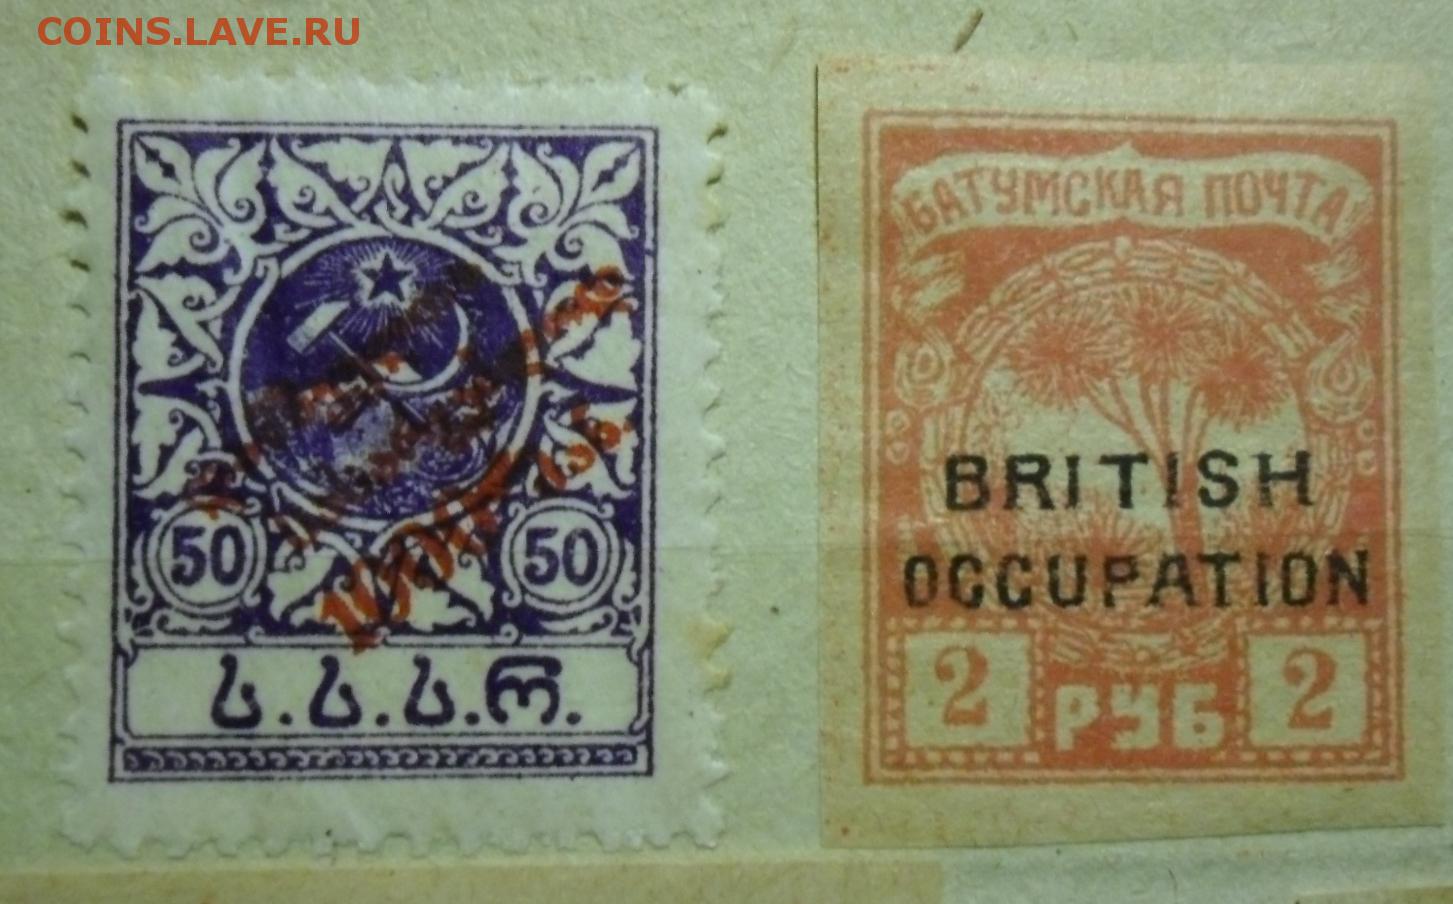 COINS.LAVE.RU
50 50
ს.ს.ს.რ.
БАТУМСКАЯ ПОЧТА
BRITISH
OCCUPATION
2 РУБ 2